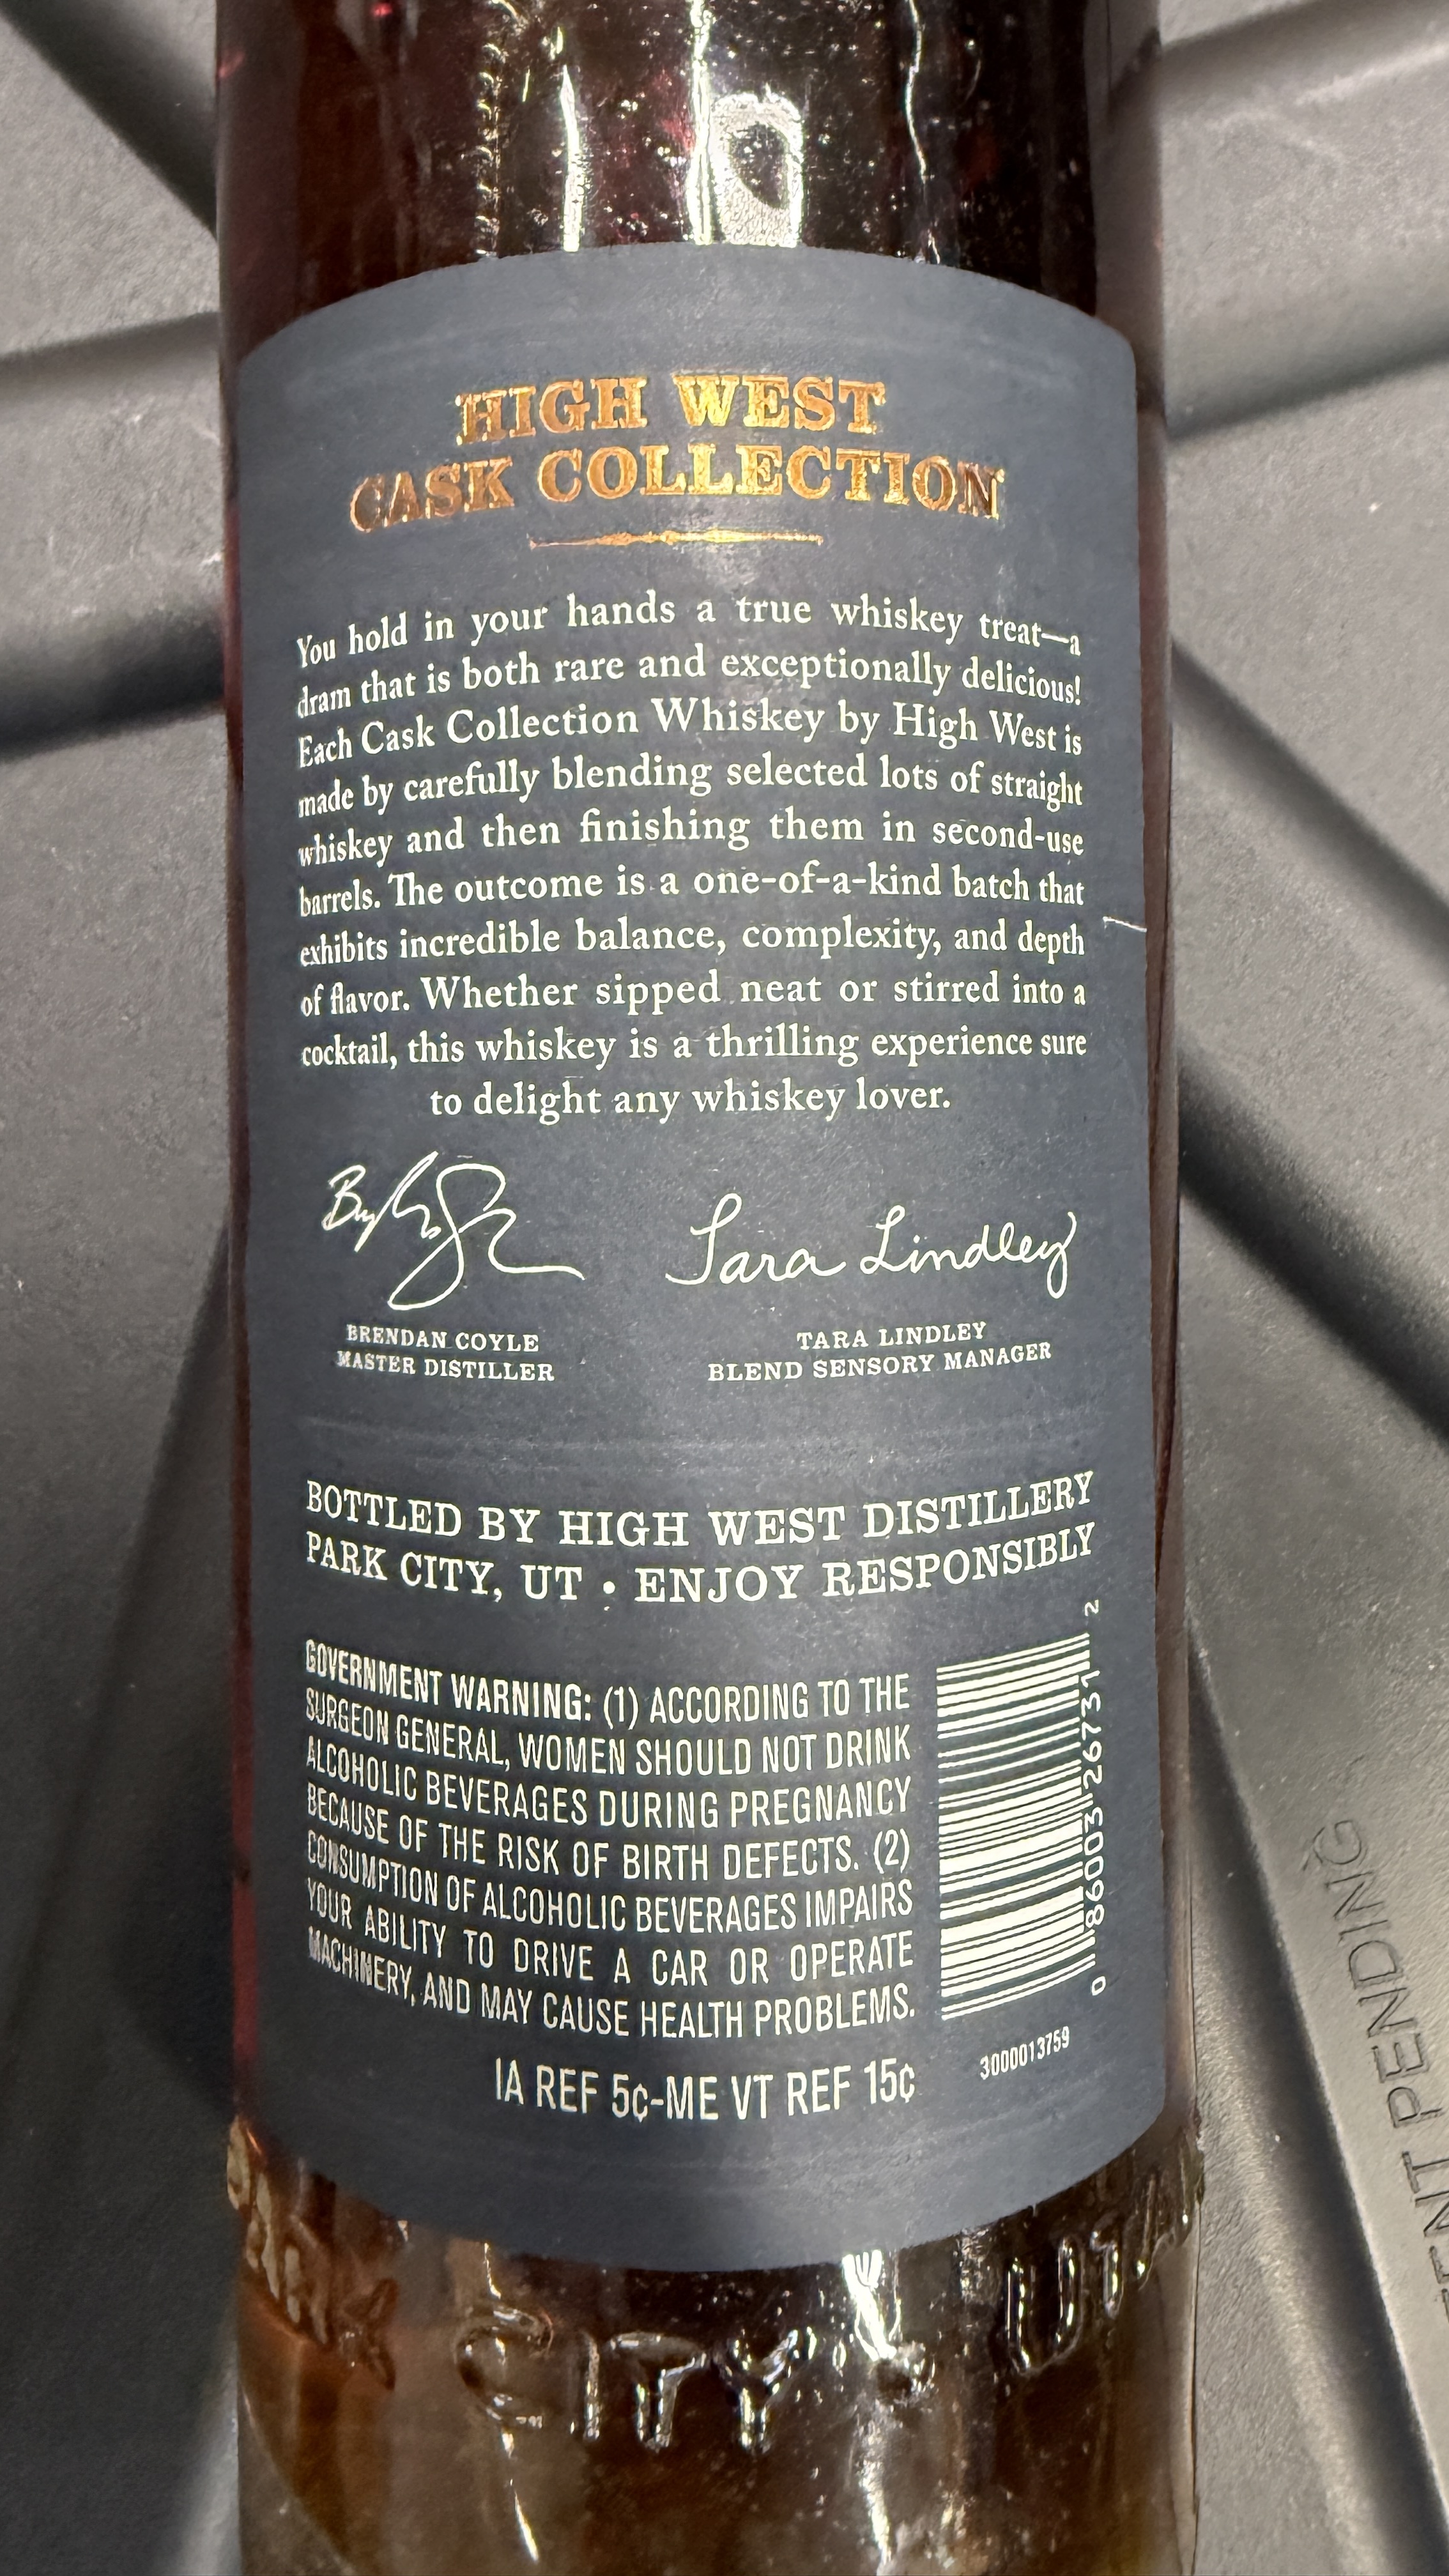 HIGH WEST
CASK COLLECTION
You hold in your hands a true whiskey treat—a
dram that is both rare and exceptionally delicious!
Each Cask Collection Whiskey by High West is
made by carefully blending selected lots of straight
whiskey and then finishing them in second-use
barrels. The outcome is a one-of-a-kind batch that
exhibits incredible balance, complexity, and depth
of flavor. Whether sipped neat or stirred into a
cocktail, this whiskey is a thrilling experience sure
to delight any whiskey lover.
Tara Lindley
BRENDAN COYLE
MASTER DISTILLER
TARA LINDLEY
BLEND SENSORY MANAGER
BOTTLED BY HIGH WEST DISTILLERY
PARK CITY, UT • ENJOY RESPONSIBLY
GOVERNMENT WARNING: (1) ACCORDING TO THE
SURGEON GENERAL, WOMEN SHOULD NOT DRINK
ALCOHOLIC BEVERAGES DURING PREGNANCY
BECAUSE OF THE RISK OF BIRTH DEFECTS. (2)
CONSUMPTION OF ALCOHOLIC BEVERAGES IMPAIRS
YOUR ABILITY TO DRIVE A CAR OR OPERATE
MACHINERY, AND MAY CAUSE HEALTH PROBLEMS.
0 86003 26731 2
3000013759
IA REF 5¢-ME VT REF 15¢
CITY, UTA
PENDING